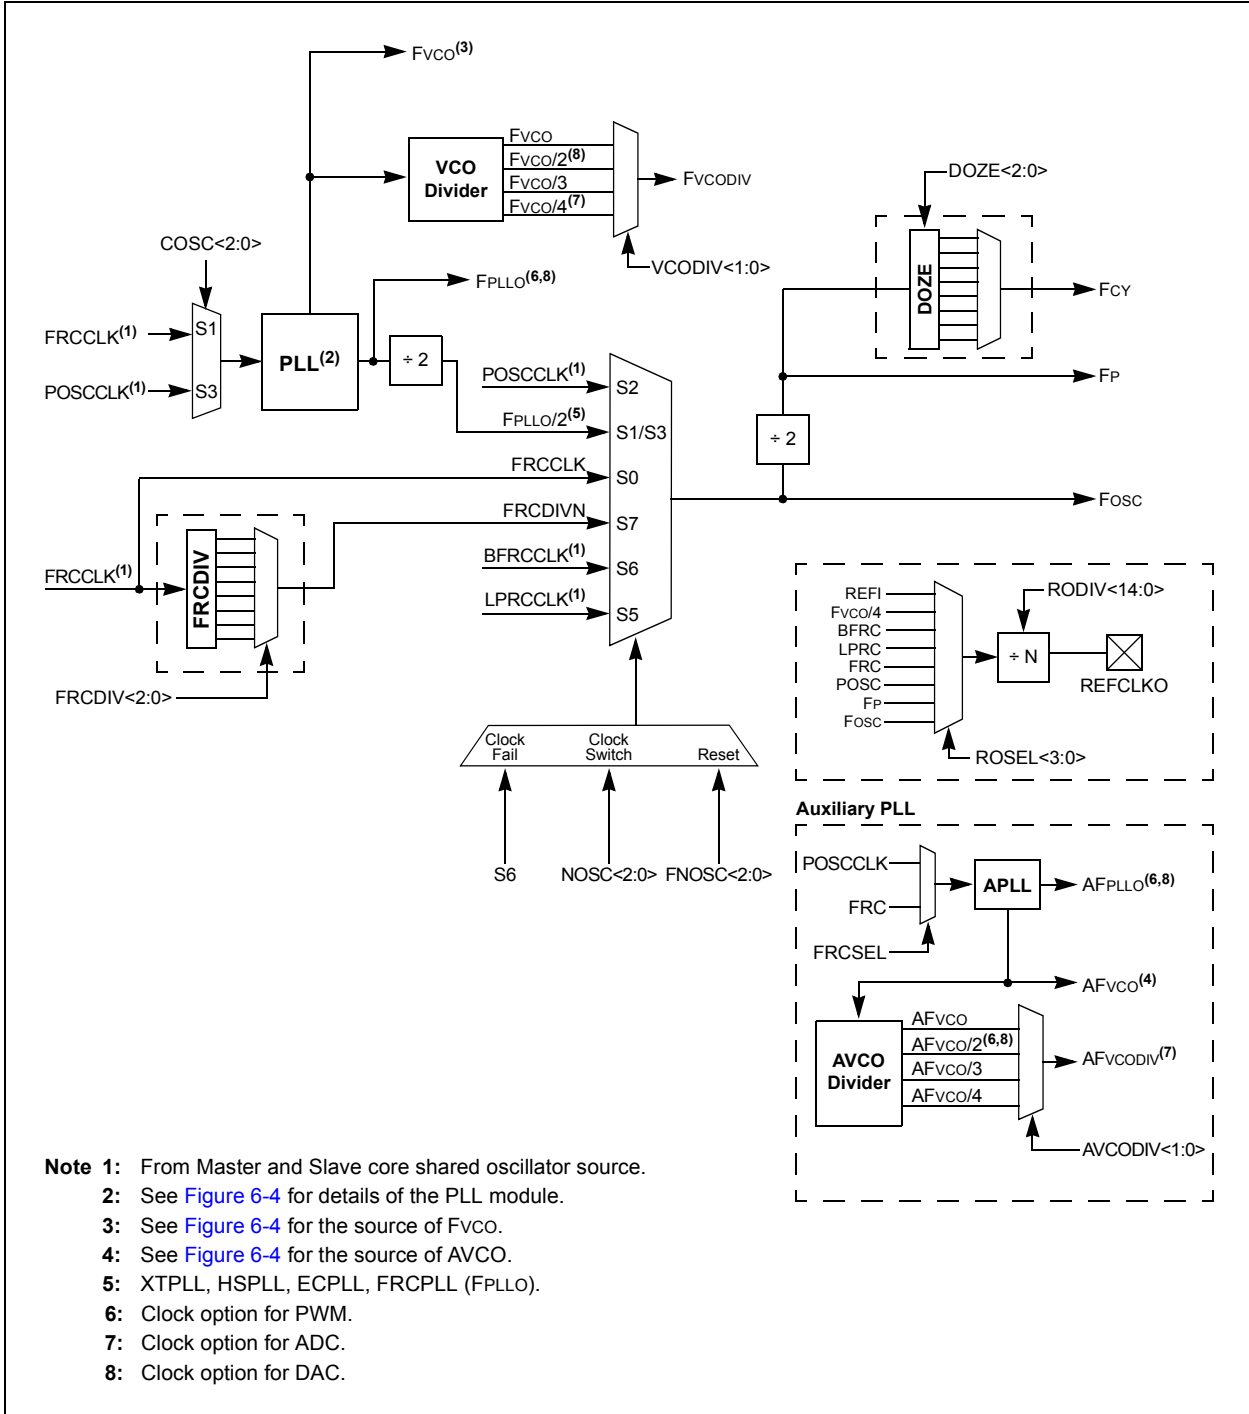 FVCO(3)
VCO
Divider
FVCO
FVCO/2(8)
FVCO/3
FVCO/4(7)
FVCODIV
VCODIV<1:0>
DOZE<2:0>
DOZE
FCY
COSC<2:0>
FPLLO(6,8)
FRCCLK(1)
S1
POSCCLK(1)
S3
PLL(2)
÷ 2
POSCCLK(1)
S2
FP
FPLLO/2(5)
S1/S3
÷ 2
FRCCLK
S0
FOSC
FRCDIVN
S7
FRCCLK(1)
FRCDIV
BFRCCLK(1)
S6
LPRCCLK(1)
S5
FRCDIV<2:0>
REFI
FVCO/4
BFRC
LPRC
FRC
POSC
FP
FOSC
RODIV<14:0>
÷ N
REFCLKO
ROSEL<3:0>
Clock
Fail
Clock
Switch
Reset
S6
NOSC<2:0>
FNOSC<2:0>
Auxiliary PLL
POSCCLK
FRC
FRCSEL
APLL
AFPLLO(6,8)
AFVCO(4)
AVCO
Divider
AFVCO
AFVCO/2(6,8)
AFVCO/3
AFVCO/4
AFVCODIV(7)
AVCODIV<1:0>
Note 1: From Master and Slave core shared oscillator source.
2: See Figure 6-4 for details of the PLL module.
3: See Figure 6-4 for the source of FVCO.
4: See Figure 6-4 for the source of AVCO.
5: XTPLL, HSPLL, ECPLL, FRCPLL (FPLLO).
6: Clock option for PWM.
7: Clock option for ADC.
8: Clock option for DAC.